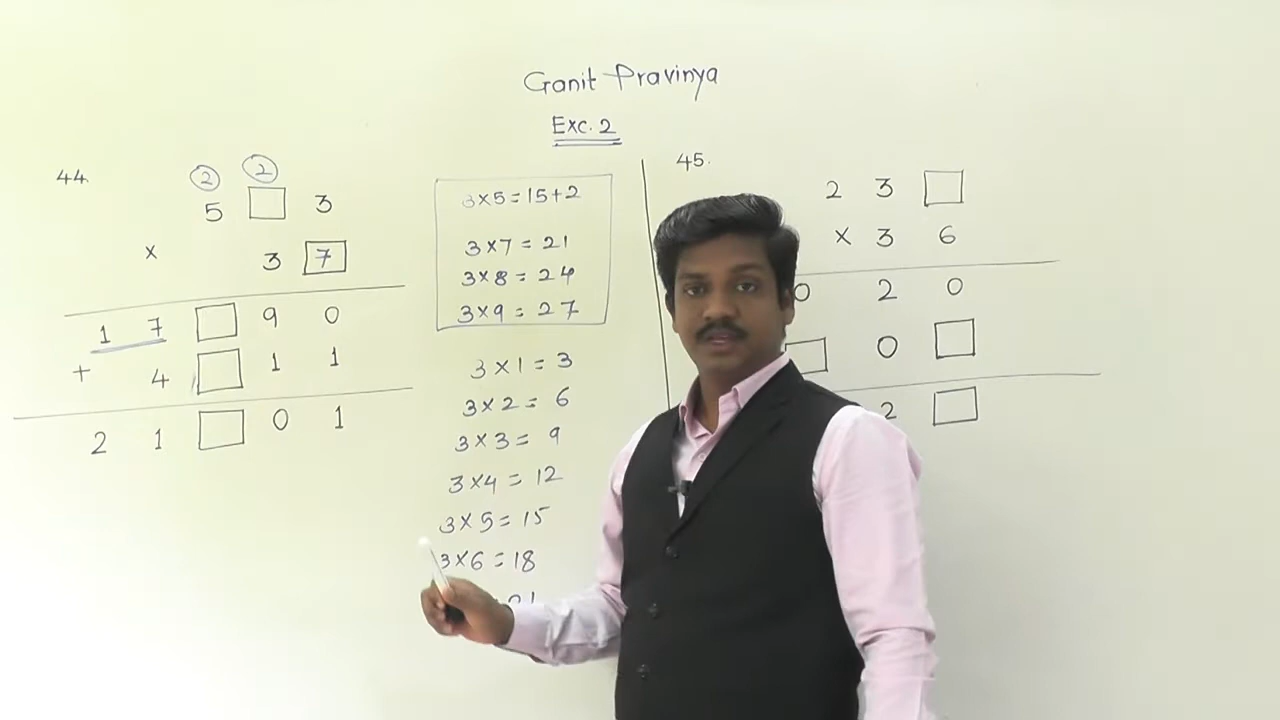 Ganit Pravinya
Exc. 2
44.
2 2
5 □ 3
× 3 7
1 7 □ 9 0
+ 4 □ 1 1
2 1 □ 0 1
3×5=15+2
3×7=21
3×8=24
3×9=27
3×1=3
3×2=6
3×3=9
3×4=12
3×5=15
3×6=18
45.
2 3 □
× 3 6
0 2 0
□ 0 □
2 □